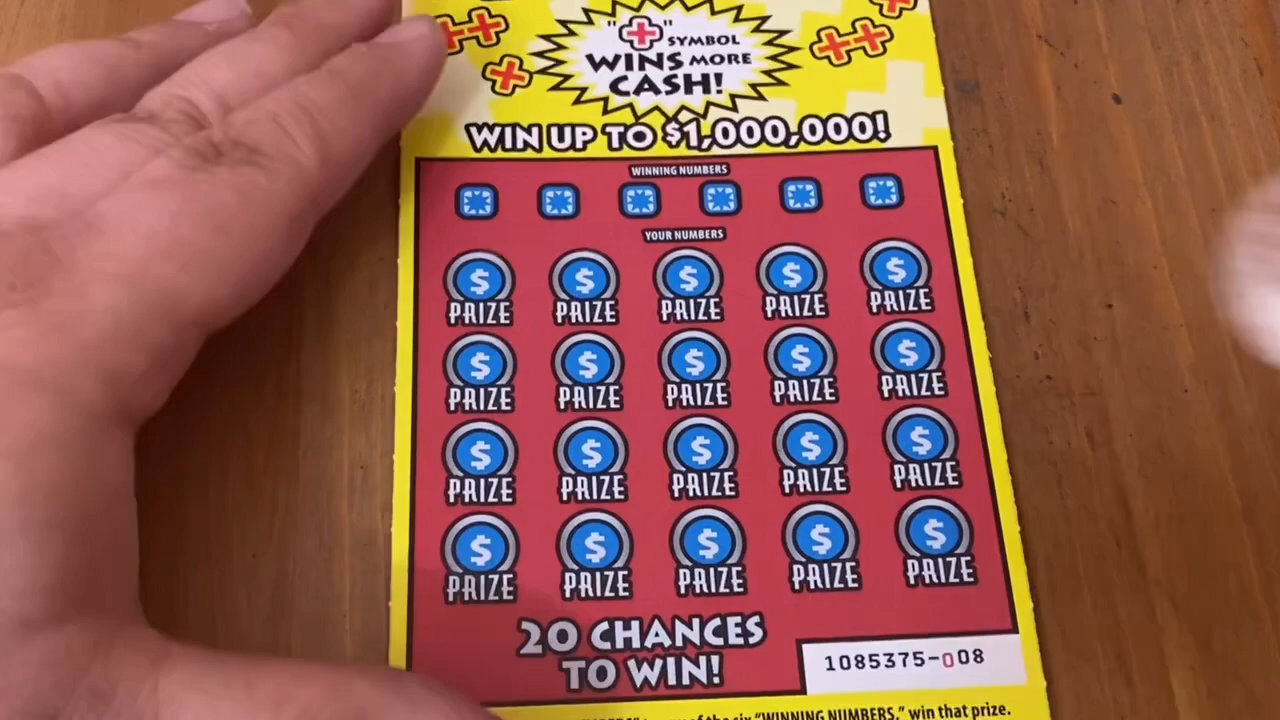 "+" SYMBOL
WINS MORE
CASH!
WIN UP TO $1,000,000!
WINNING NUMBERS
YOUR NUMBERS
$ $ $ $ $
PRIZE PRIZE PRIZE PRIZE PRIZE
$ $ $ $ $
PRIZE PRIZE PRIZE PRIZE PRIZE
$ $ $ $ $
PRIZE PRIZE PRIZE PRIZE PRIZE
$ $ $ $ $
PRIZE PRIZE PRIZE PRIZE PRIZE
20 CHANCES
TO WIN!
1085375-008
of the six "WINNING NUMBERS," win that prize.